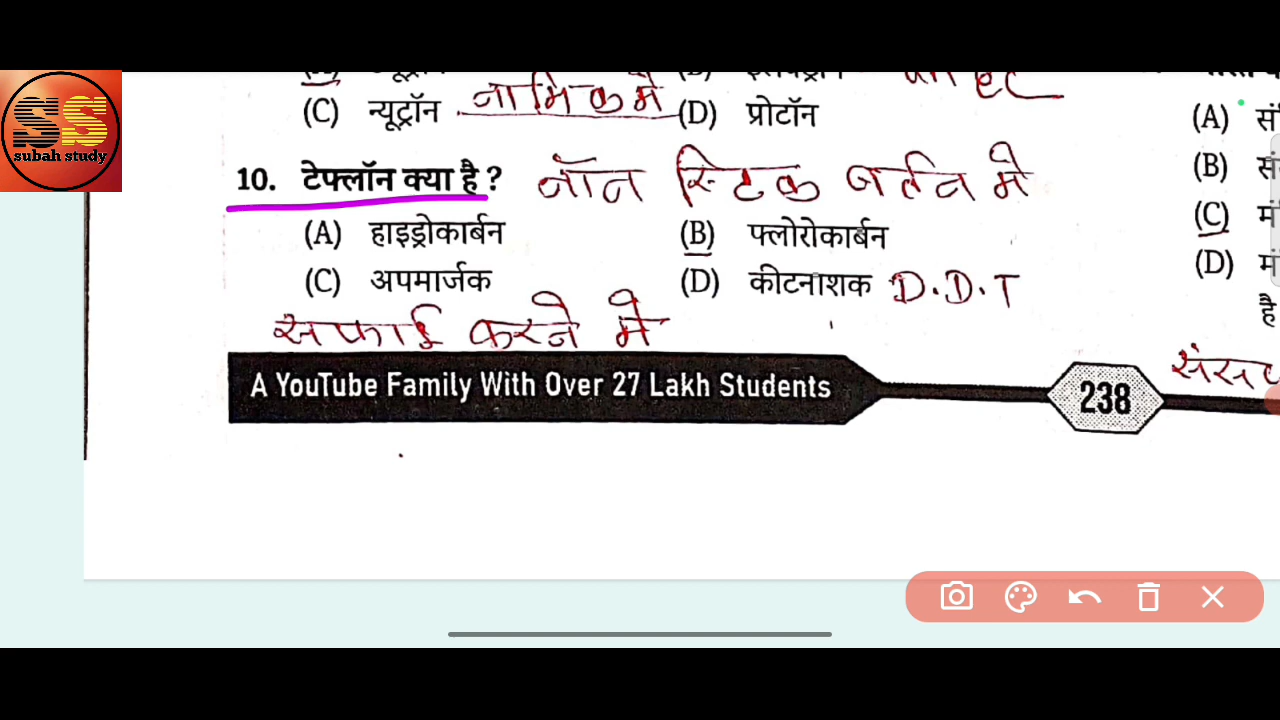 SS
subah study
(C) न्यूट्रॉन नाभिक में (D) प्रोटॉन
10. टेफ्लॉन क्या है ? नॉन स्टिक बर्तन में
(A) हाइड्रोकार्बन (B) फ्लोरोकार्बन
(C) अपमार्जक (D) कीटनाशक D.D.T
सफाई करने में
A YouTube Family With Over 27 Lakh Students
238
(A)
(B)
(C)
(D)
है